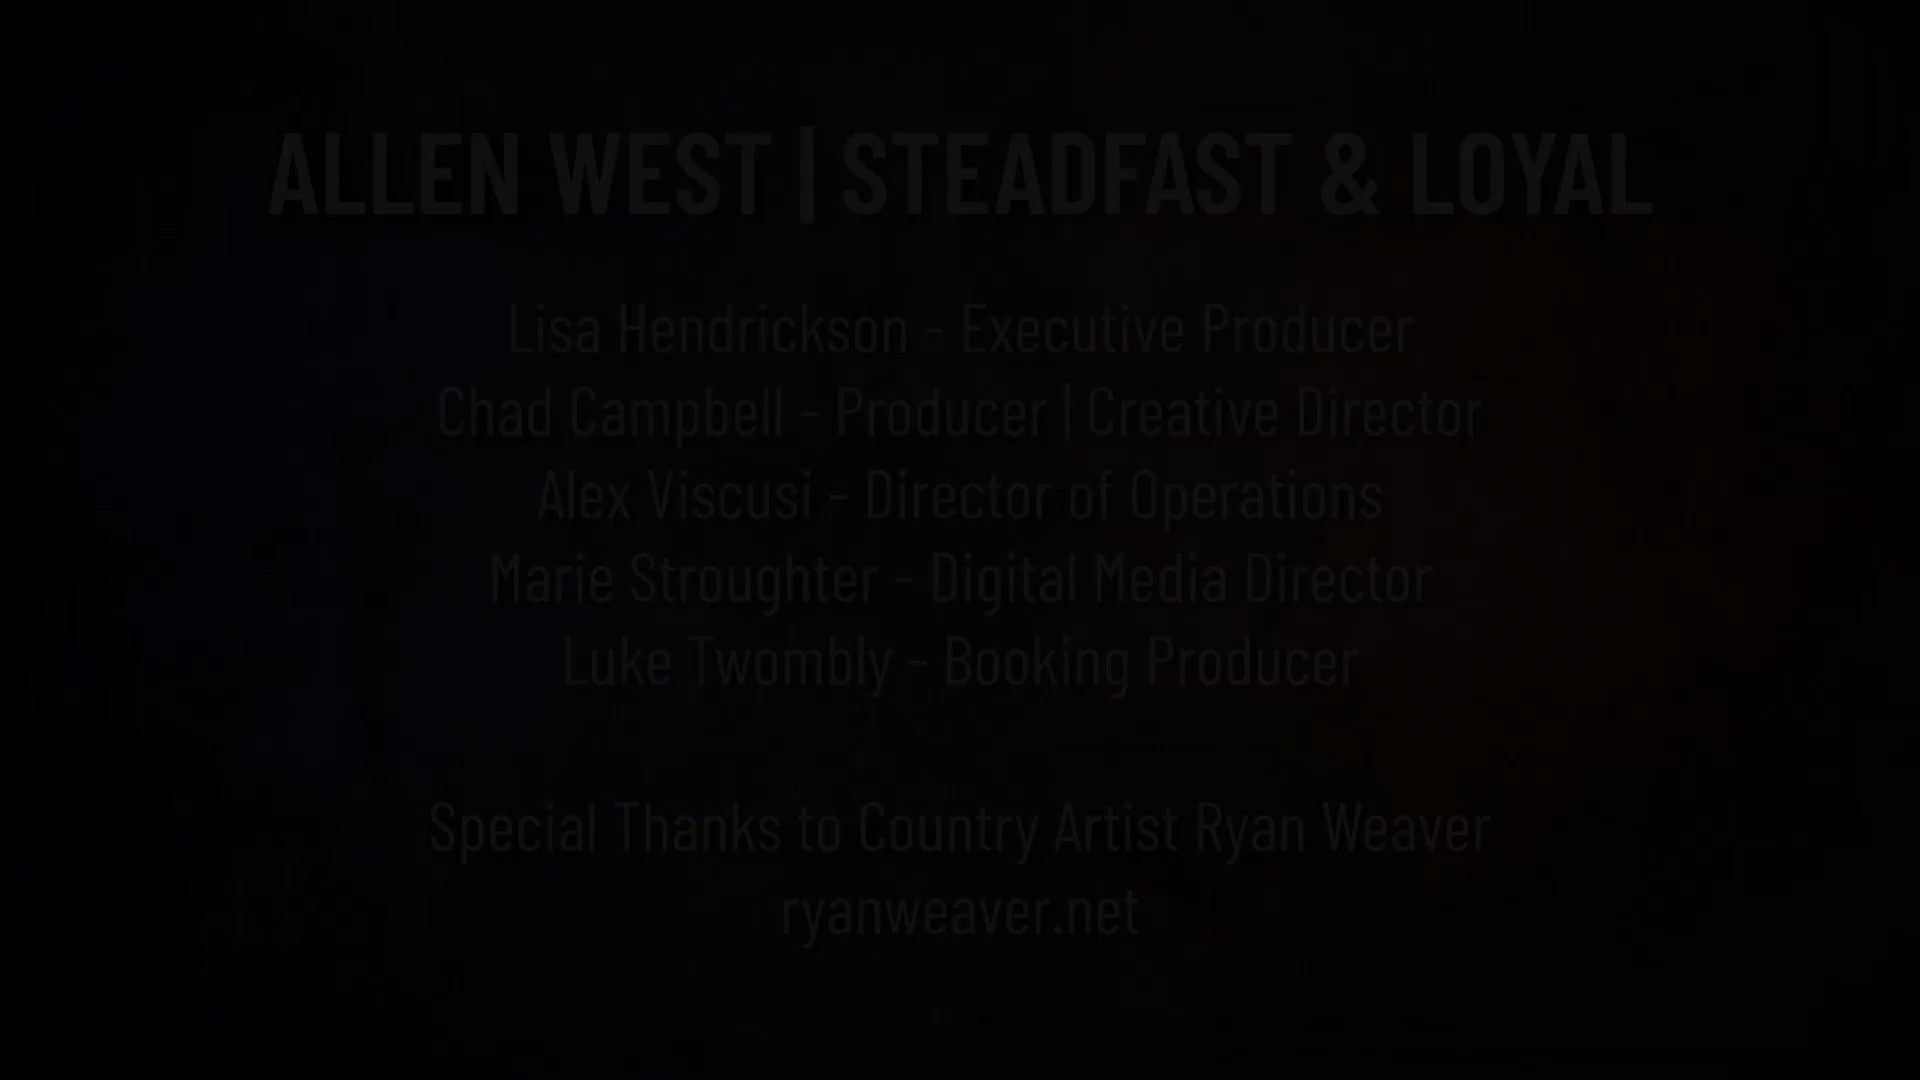 ALLEN WEST | STEADFAST & LOYAL
Lisa Hendrickson - Executive Producer
Chad Campbell - Producer | Creative Director
Alex Viscusi - Director of Operations
Marie Stroughter - Digital Media Director
Luke Twombly - Booking Producer
Special Thanks to Country Artist Ryan Weaver
ryanweaver.net